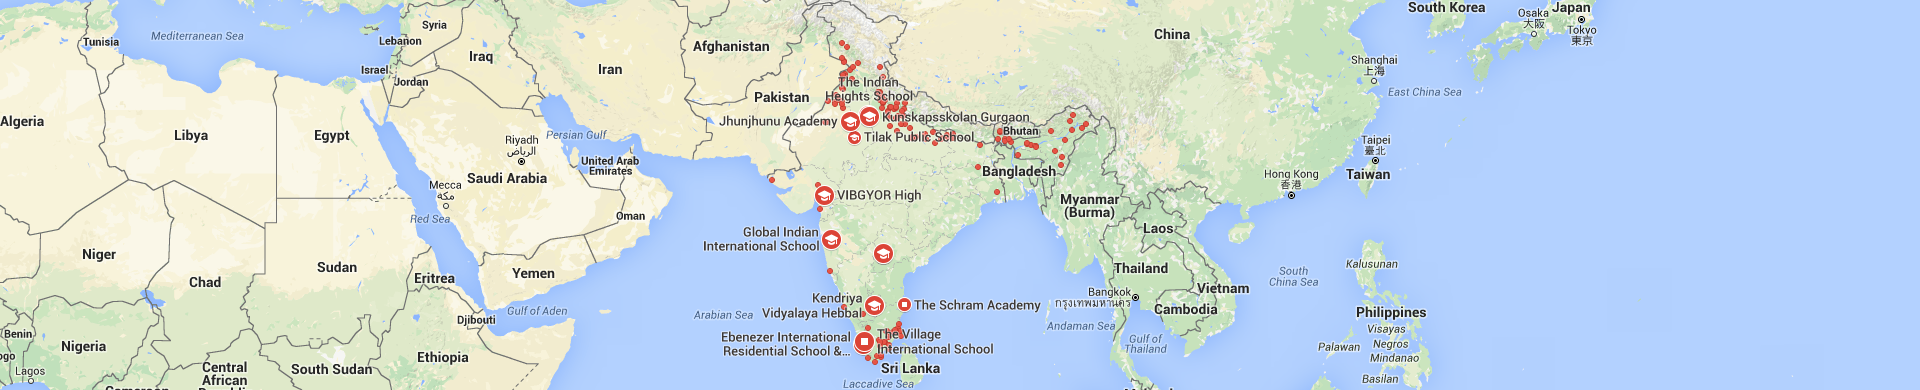 South Korea
Japan
Osaka
大阪
Tokyo
東京
Syria
Tunisia
Mediterranean Sea
Lebanon
Afghanistan
China
Iraq
Iran
Israel
Shanghai
上海
Jordan
The Indian
Heights School
Pakistan
East China Sea
Algeria
Jhunjhunu Academy
Kunskapsskolan Gurgaon
Libya
Egypt
Persian Gulf
Tilak Public School
Bhutan
Riyadh
الرياض
Taipei
臺北
United Arab
Emirates
Bangladesh
Taiwan
Saudi Arabia
Hong Kong
香港
Mecca
مكة
VIBGYOR High
Myanmar
(Burma)
Red Sea
Oman
Global Indian
International School
Laos
Niger
Chad
Sudan
Eritrea
Yemen
Thailand
South
China Sea
Kalusunan
Vietnam
Bangkok
กรุงเทพมหานคร
Kendriya
Vidyalaya Hebbal
The Schram Academy
Cambodia
Philippines
Gulf of Aden
Arabian Sea
Djibouti
Andaman Sea
Visayas
Benin
Nigeria
Ebenezer International
Residential School &...
The Village
International School
Gulf of
Thailand
Palawan
Negros
Mindanao
ogo
Ethiopia
Lagos
Central
African
South Sudan
Sri Lanka
Laccadive Sea
Basilan